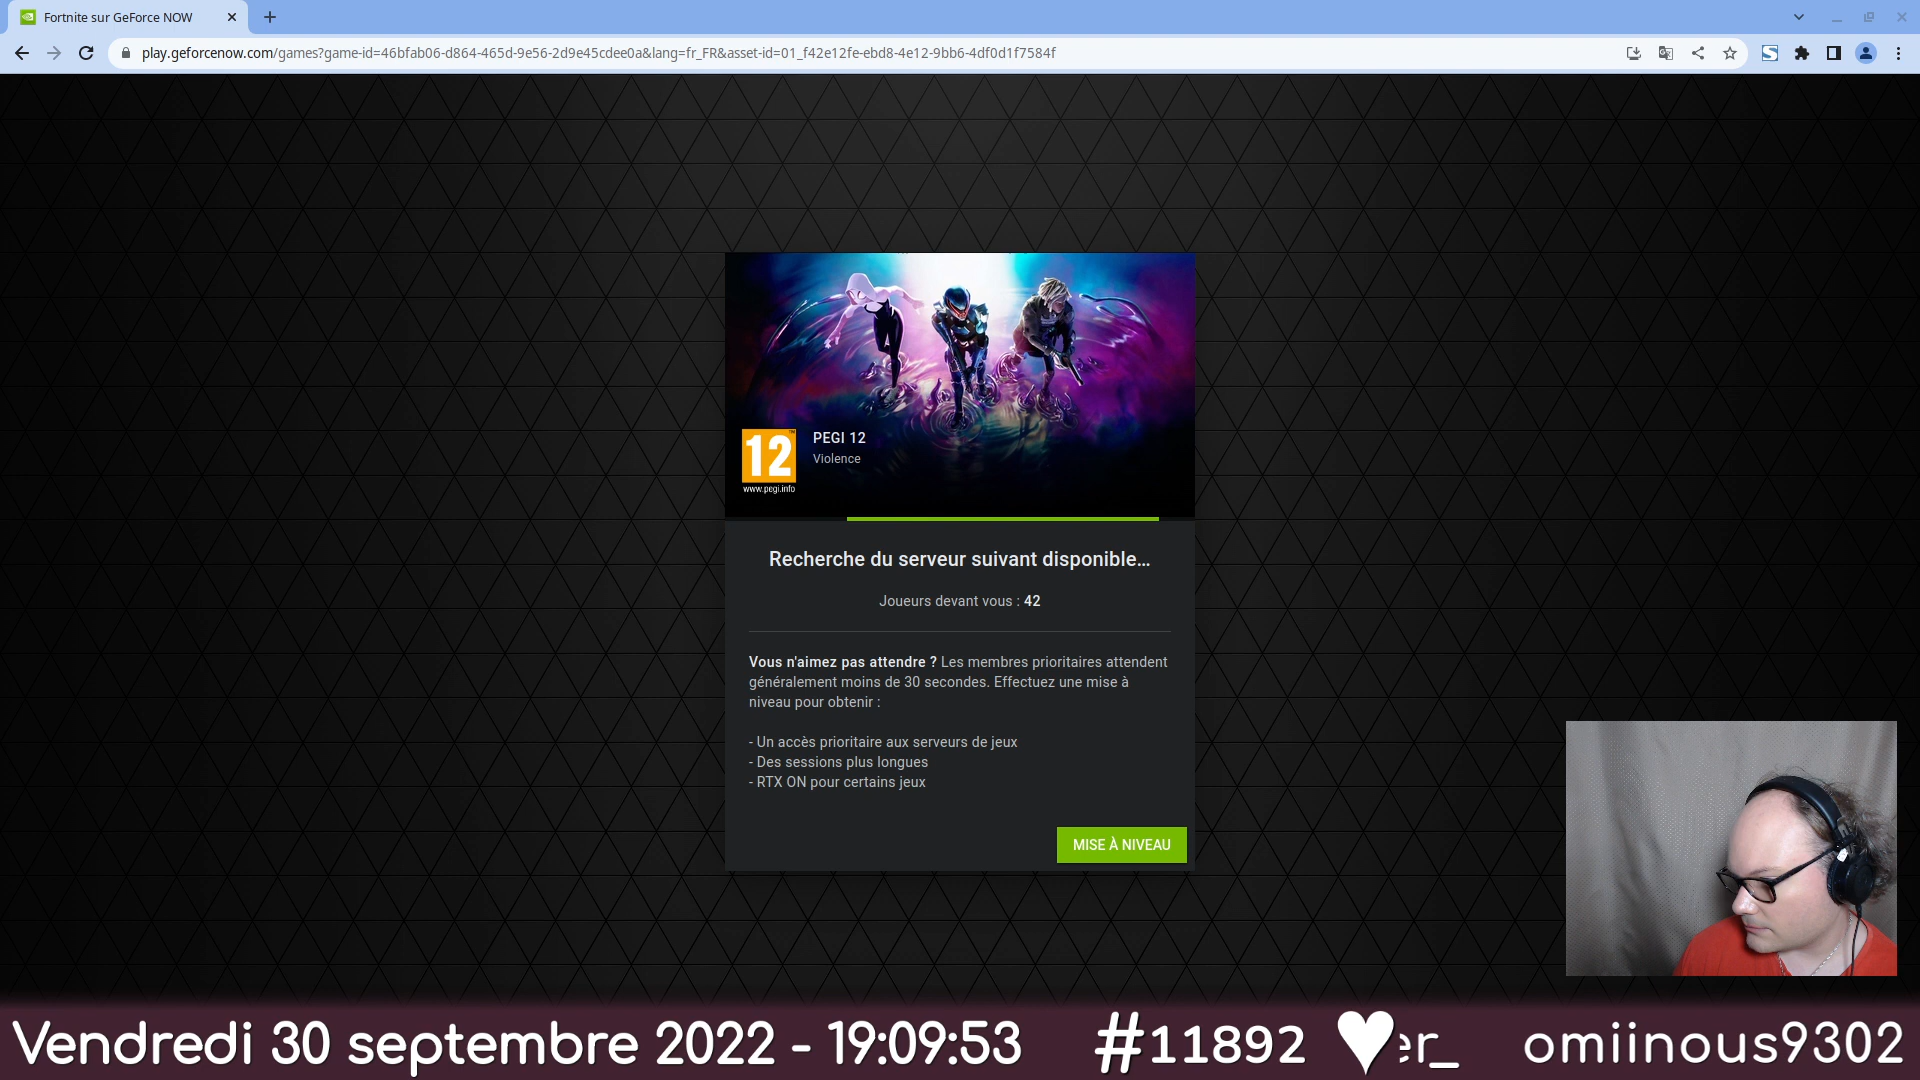 Fortnite sur GeForce NOW
play.geforcenow.com/games?game-id=46bfab06-d864-465d-9e56-2d9e45cdee0a&lang=fr_FR&asset-id=01_f42e12fe-ebd8-4e12-9bb6-4df0d1f7584f
12
www.pegi.info
PEGI 12
Violence
Recherche du serveur suivant disponible...
Joueurs devant vous : 42
Vous n'aimez pas attendre ? Les membres prioritaires attendent
généralement moins de 30 secondes. Effectuez une mise à
niveau pour obtenir :
- Un accès prioritaire aux serveurs de jeux
- Des sessions plus longues
- RTX ON pour certains jeux
MISE À NIVEAU
Vendredi 30 septembre 2022 - 19:09:53 #11892 er_ omiinous9302